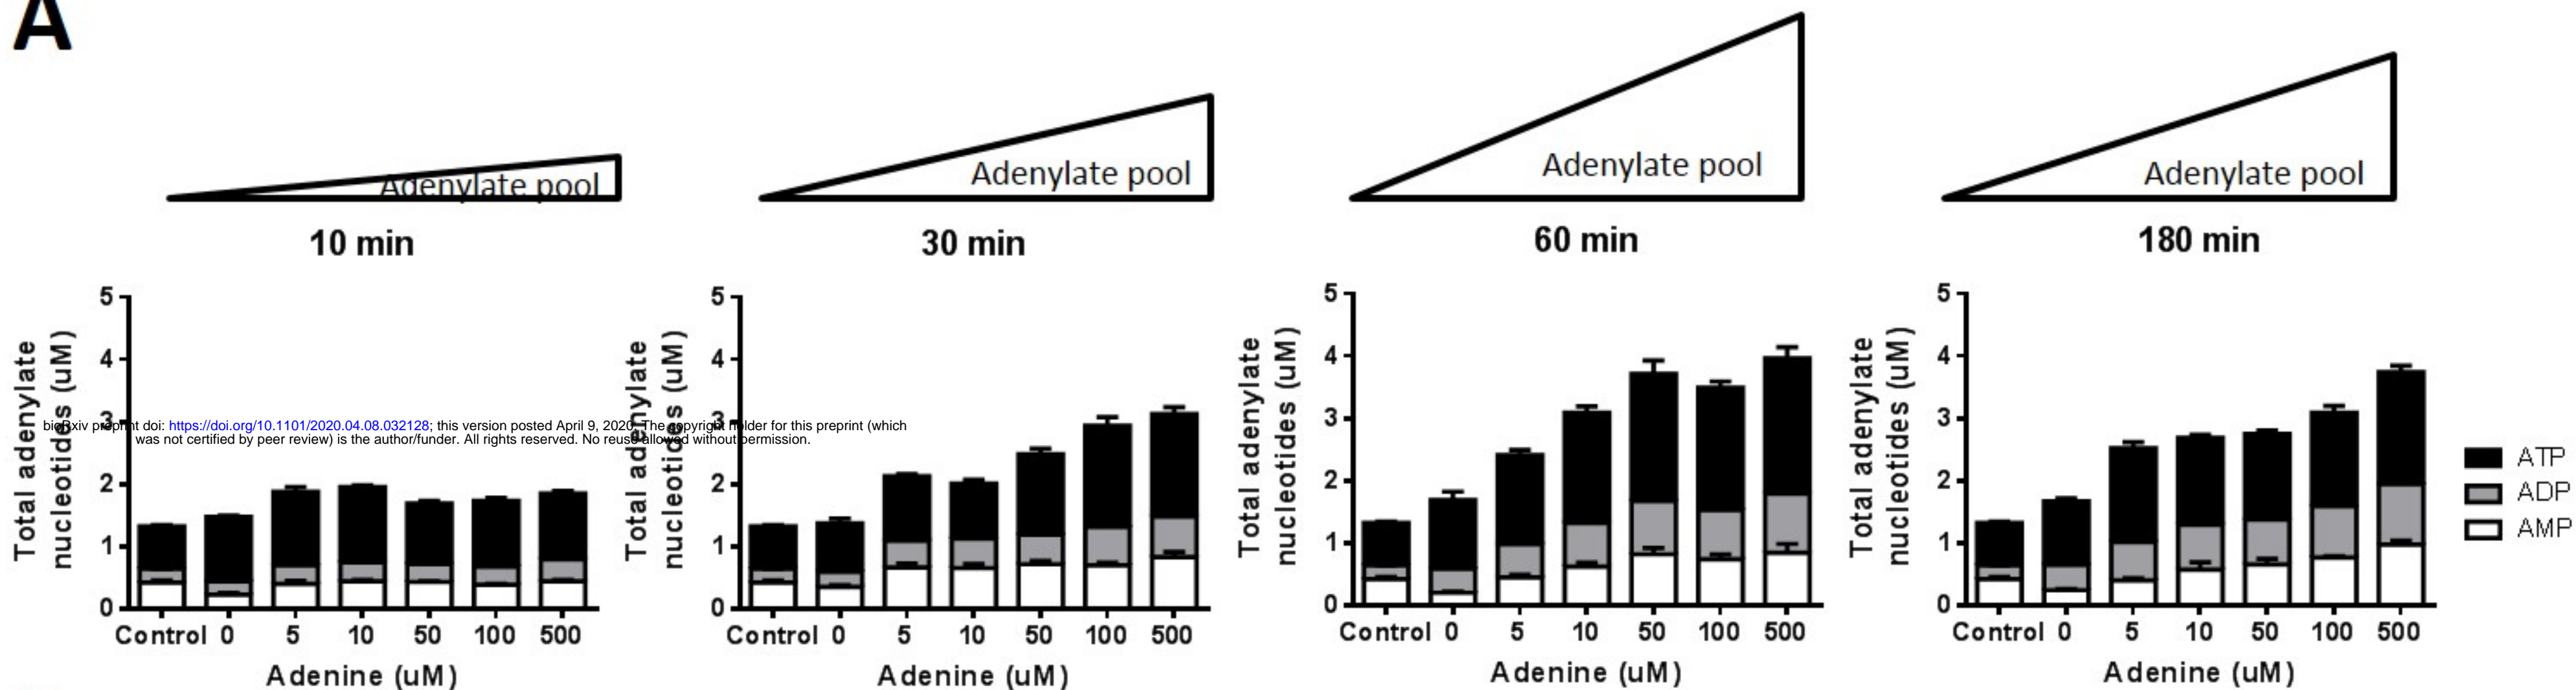 A
Adenylate pool
Adenylate pool
Adenylate pool
Adenylate pool
10 min
30 min
60 min
180 min
Total adenylate
nucleotides (uM)
5
4
3
2
1
0
Control 0 5 10 50 100 500
Adenine (uM)
Total adenylate
nucleotides (uM)
5
4
3
2
1
0
Control 0 5 10 50 100 500
Adenine (uM)
Total adenylate
nucleotides (uM)
5
4
3
2
1
0
Control 0 5 10 50 100 500
Adenine (uM)
Total adenylate
nucleotides (uM)
5
4
3
2
1
0
Control 0 5 10 50 100 500
Adenine (uM)
ATP
ADP
AMP
bioRxiv preprint doi: https://doi.org/10.1101/2020.04.08.032128; this version posted April 9, 2020. The copyright holder for this preprint (which
was not certified by peer review) is the author/funder. All rights reserved. No reuse allowed without permission.